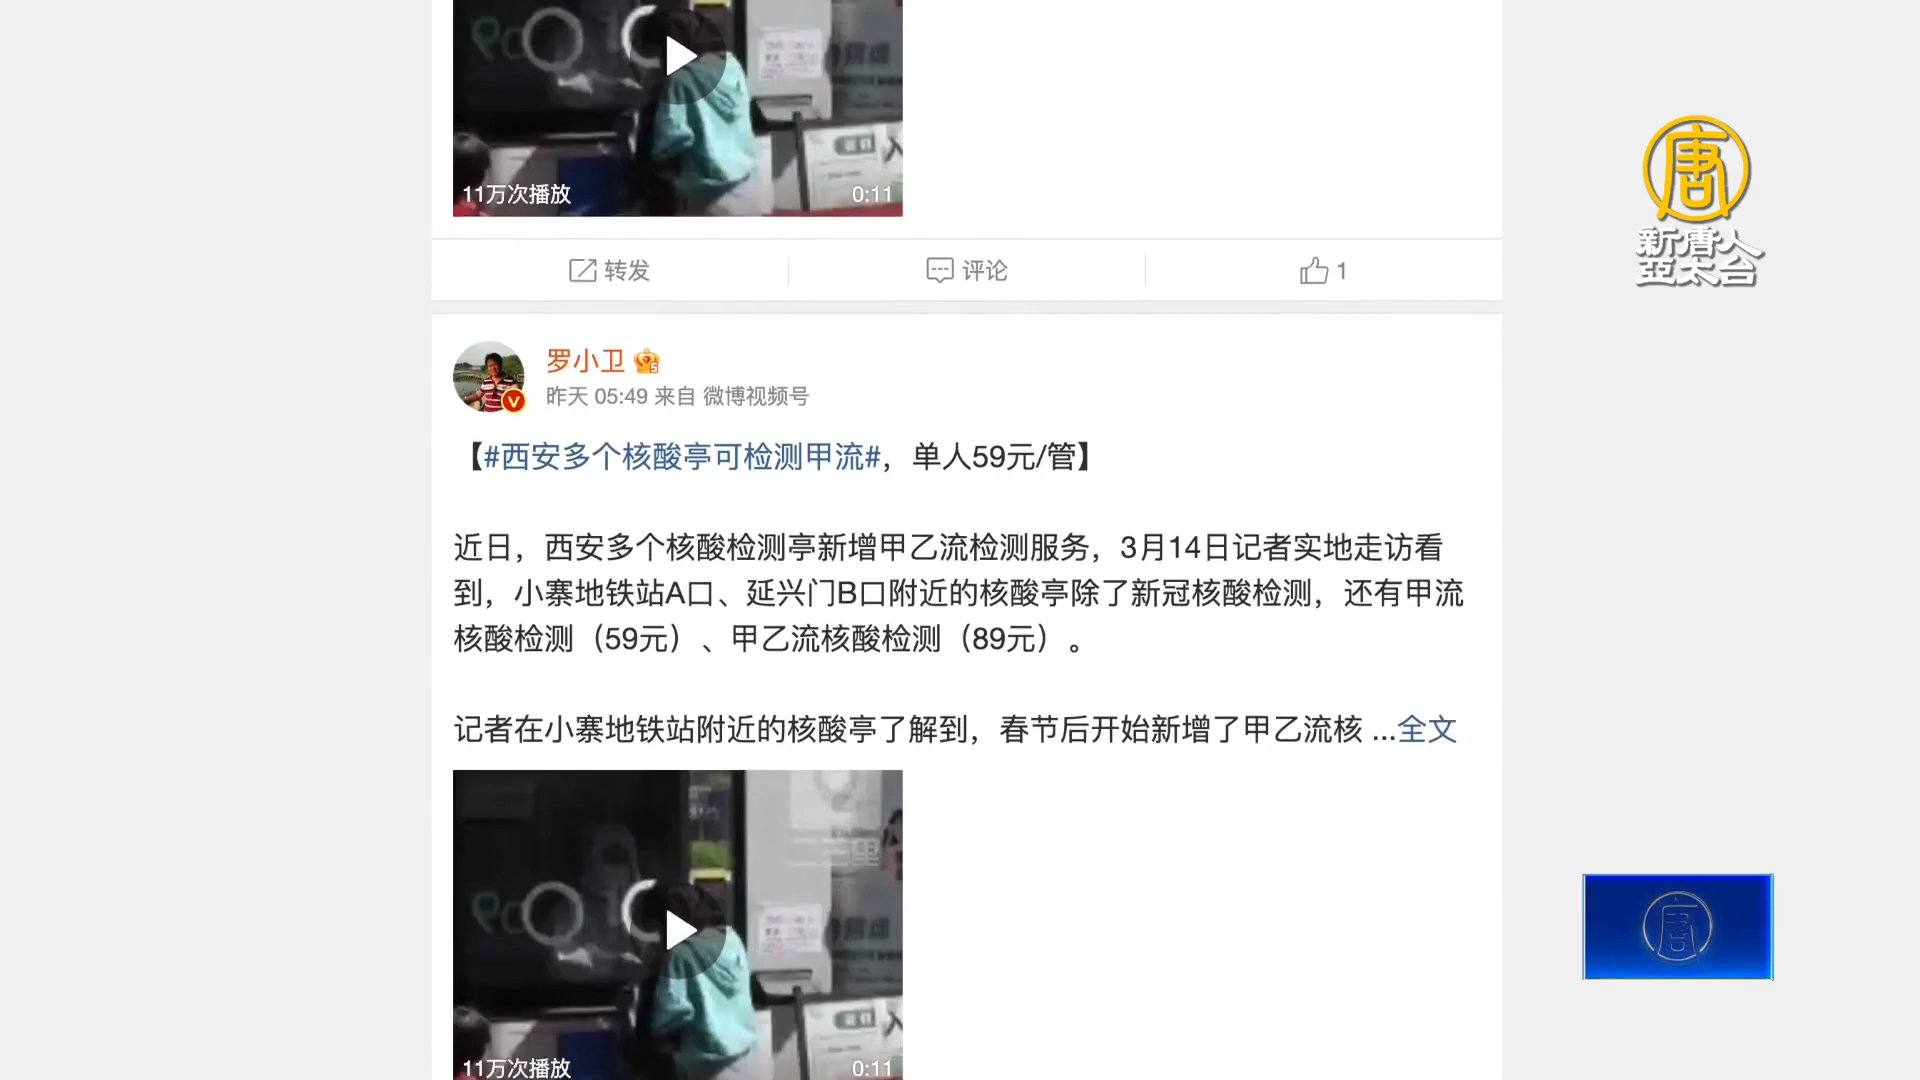 11万次播放
0:11
转发
评论
1
唐
新唐人
亞太台
罗小卫
昨天 05:49 来自 微博视频号
【#西安多个核酸亭可检测甲流#，单人59元/管】
近日，西安多个核酸检测亭新增甲乙流检测服务，3月14日记者实地走访看
到，小寨地铁站A口、延兴门B口附近的核酸亭除了新冠核酸检测，还有甲流
核酸检测（59元）、甲乙流核酸检测（89元）。
记者在小寨地铁站附近的核酸亭了解到，春节后开始新增了甲乙流核 ...全文
11万次播放
0:11
唐